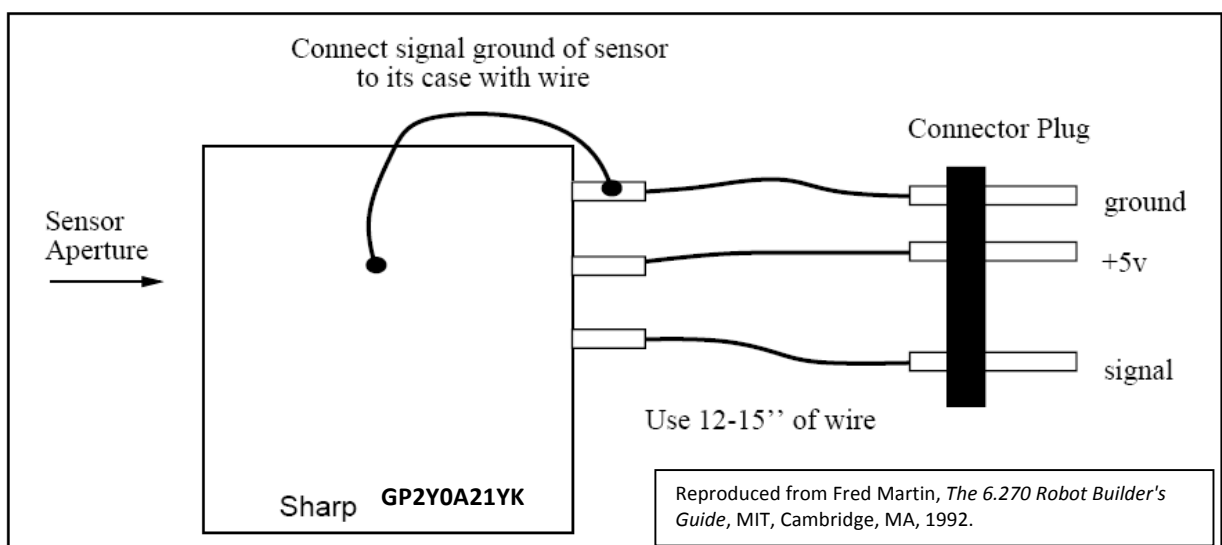 Connect signal ground of sensor
to its case with wire
Connector Plug
Sensor
Aperture
ground
+5v
signal
Use 12-15’’ of wire
Sharp GP2Y0A21YK
Reproduced from Fred Martin, The 6.270 Robot Builder's
Guide, MIT, Cambridge, MA, 1992.